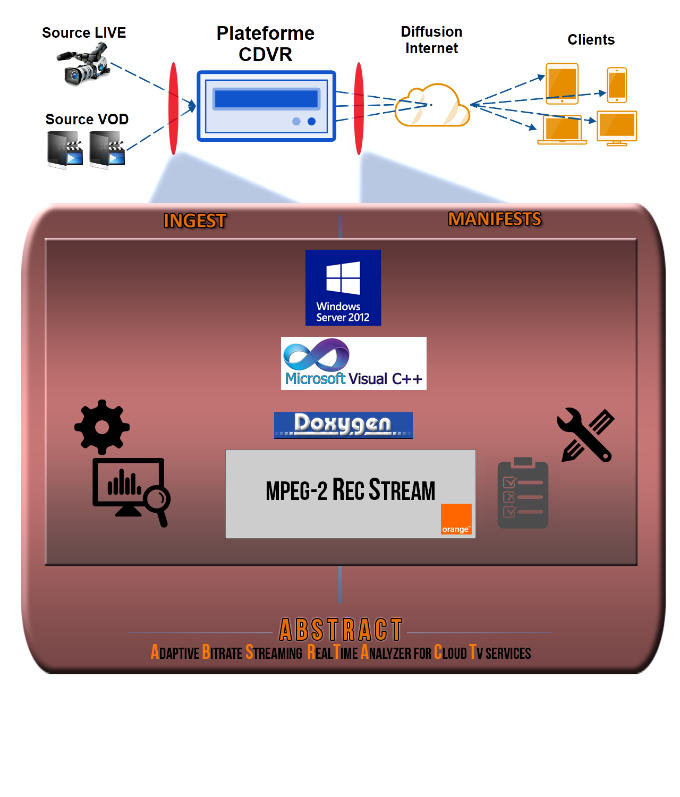 Source LIVE
Plateforme
CDVR
Diffusion
Internet
Clients
Source VOD
INGEST
MANIFESTS
Windows
Server 2012
Microsoft Visual C++
Doxygen
MPEG-2 REC STREAM
orange™
ABSTRACT
ADAPTIVE BITRATE STREAMING REALTIME ANALYZER FOR CLOUD TV SERVICES